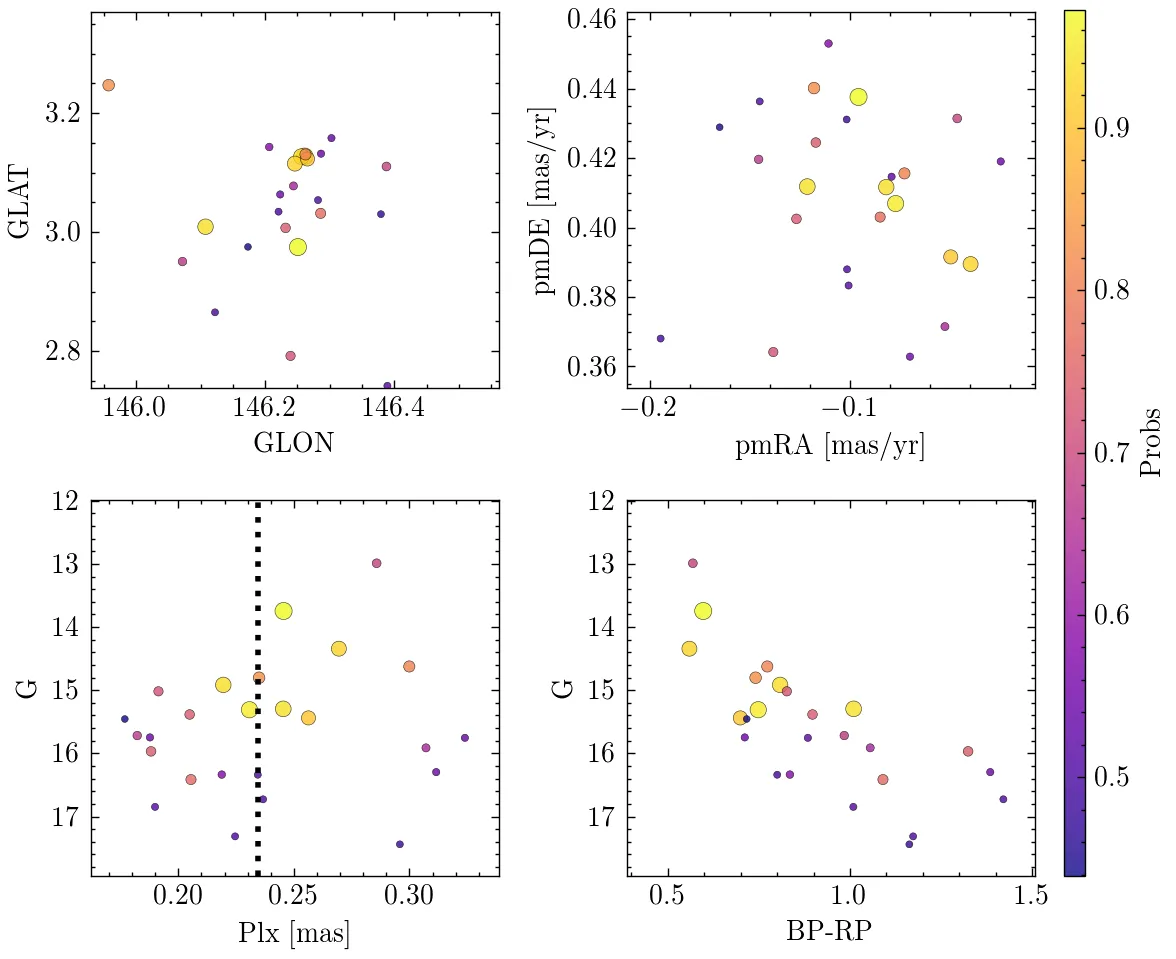 3.2
3.0
2.8
GLAT
146.0 146.2 146.4
GLON
0.46
0.44
0.42
0.40
0.38
0.36
pmDE [mas/yr]
−0.2 −0.1
pmRA [mas/yr]
12
13
14
15
16
17
G
0.20 0.25 0.30
Plx [mas]
12
13
14
15
16
17
G
0.5 1.0 1.5
BP-RP
0.9
0.8
0.7
0.6
0.5
Probs